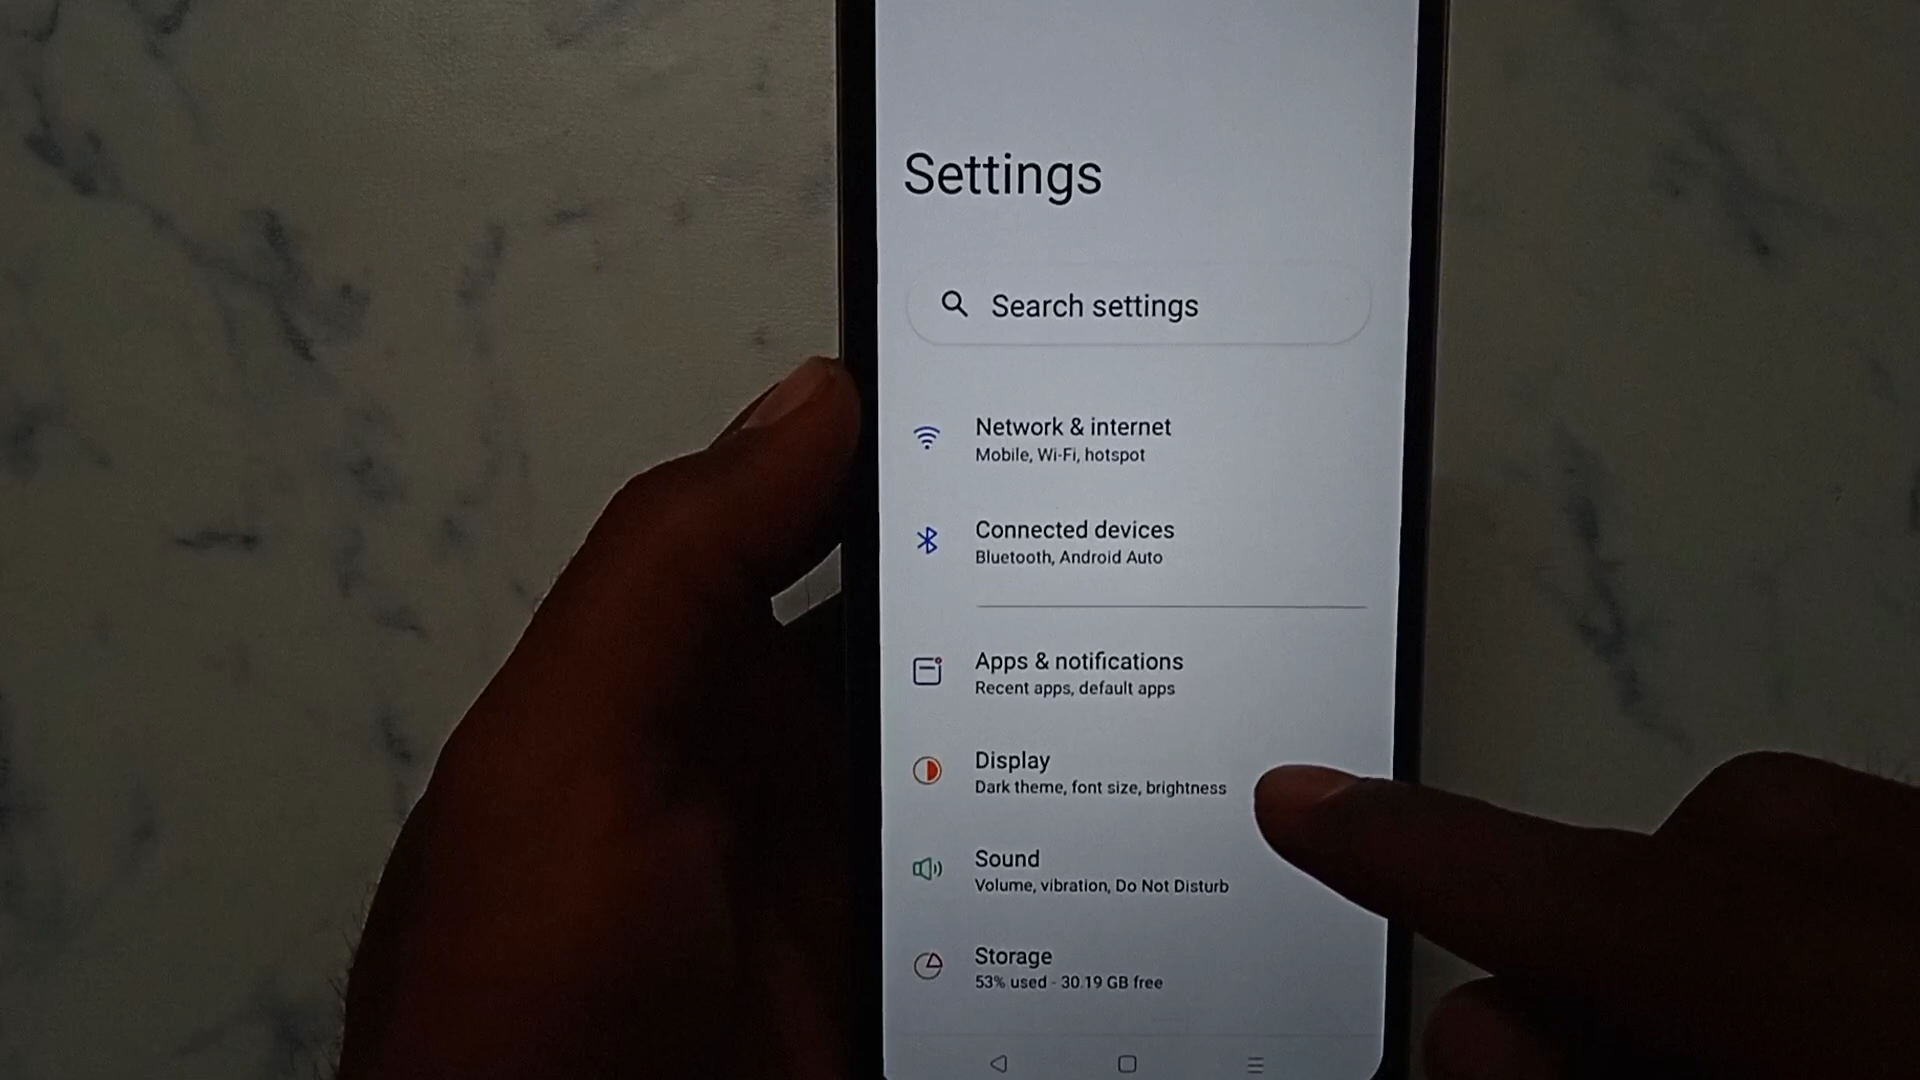 Settings
Search settings
Network & internet
Mobile, Wi-Fi, hotspot
Connected devices
Bluetooth, Android Auto
Apps & notifications
Recent apps, default apps
Display
Dark theme, font size, brightness
Sound
Volume, vibration, Do Not Disturb
Storage
53% used - 30.19 GB free